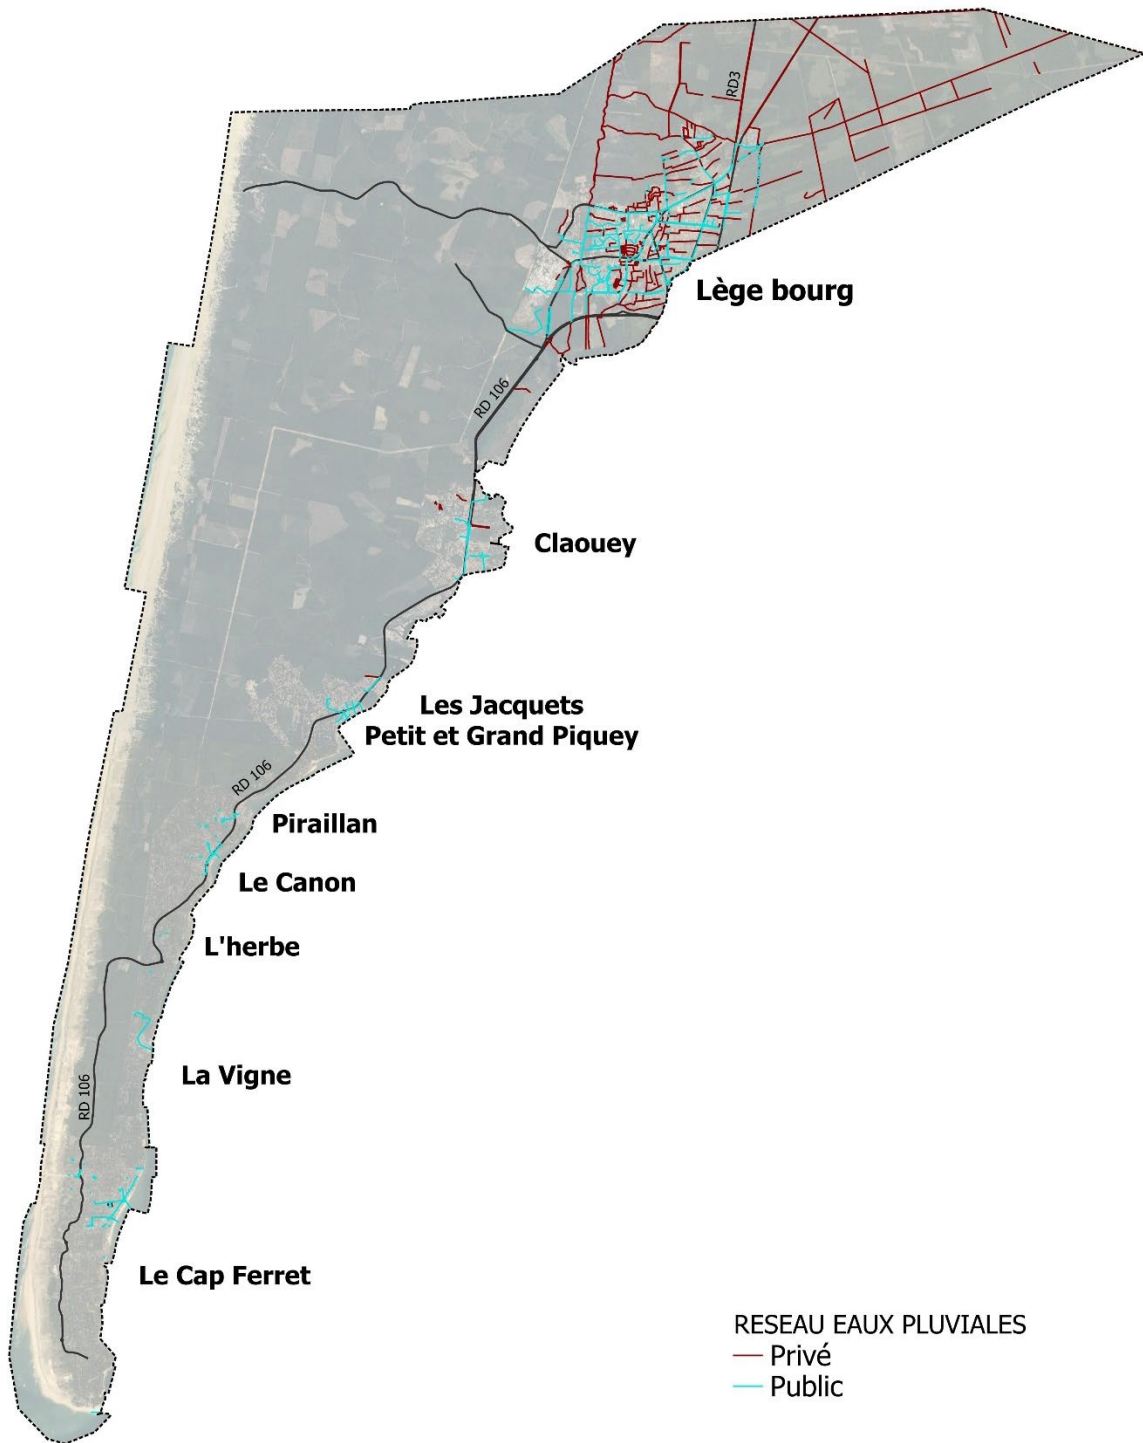 RD3
Lège bourg
RD 106
Claouey
Les Jacquets
Petit et Grand Piquey
RD 106
Piraillan
Le Canon
L'herbe
La Vigne
RD 106
Le Cap Ferret
RESEAU EAUX PLUVIALES
Privé
Public